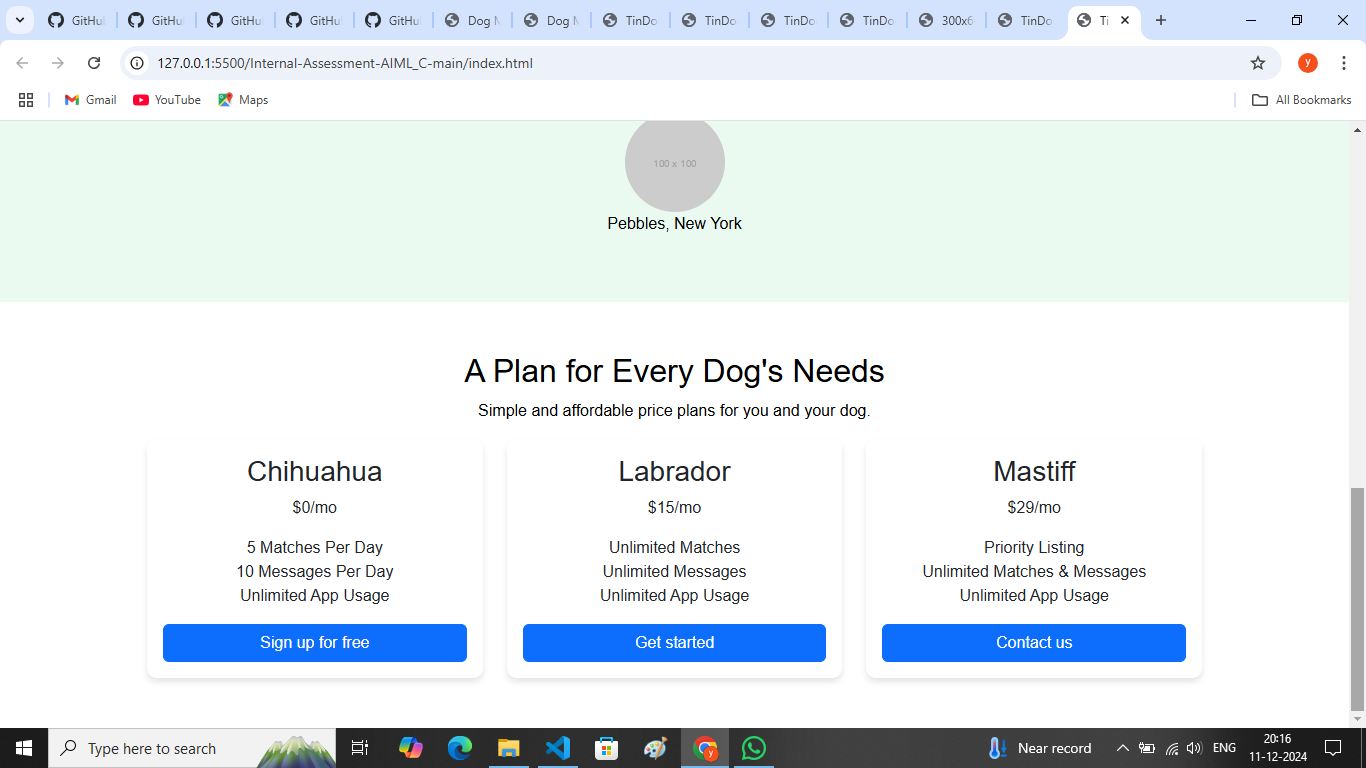 GitHu
GitHu
GitHu
GitHu
GitHu
Dog M
Dog M
TinDo
TinDo
TinDo
TinDo
300x6
TinDo
Ti
127.0.0.1:5500/Internal-Assessment-AIML_C-main/index.html
y
Gmail
YouTube
Maps
All Bookmarks
100 x 100
Pebbles, New York
A Plan for Every Dog's Needs
Simple and affordable price plans for you and your dog.
Chihuahua
$0/mo
5 Matches Per Day
10 Messages Per Day
Unlimited App Usage
Sign up for free
Labrador
$15/mo
Unlimited Matches
Unlimited Messages
Unlimited App Usage
Get started
Mastiff
$29/mo
Priority Listing
Unlimited Matches & Messages
Unlimited App Usage
Contact us
Type here to search
y
Near record
ENG
20:16
11-12-2024